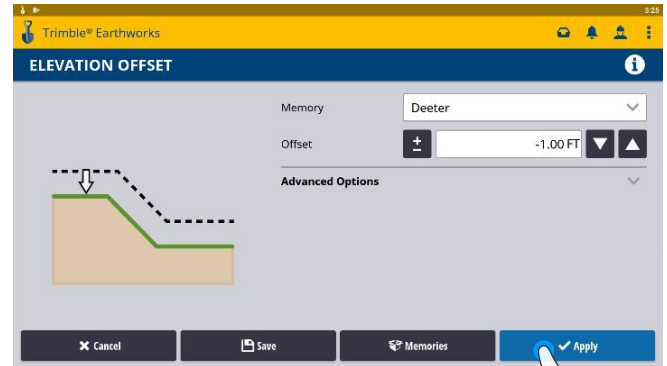 3:25
Trimble® Earthworks
ELEVATION OFFSET
Memory Deeter
Offset -1.00 FT
Advanced Options
Cancel Save Memories Apply